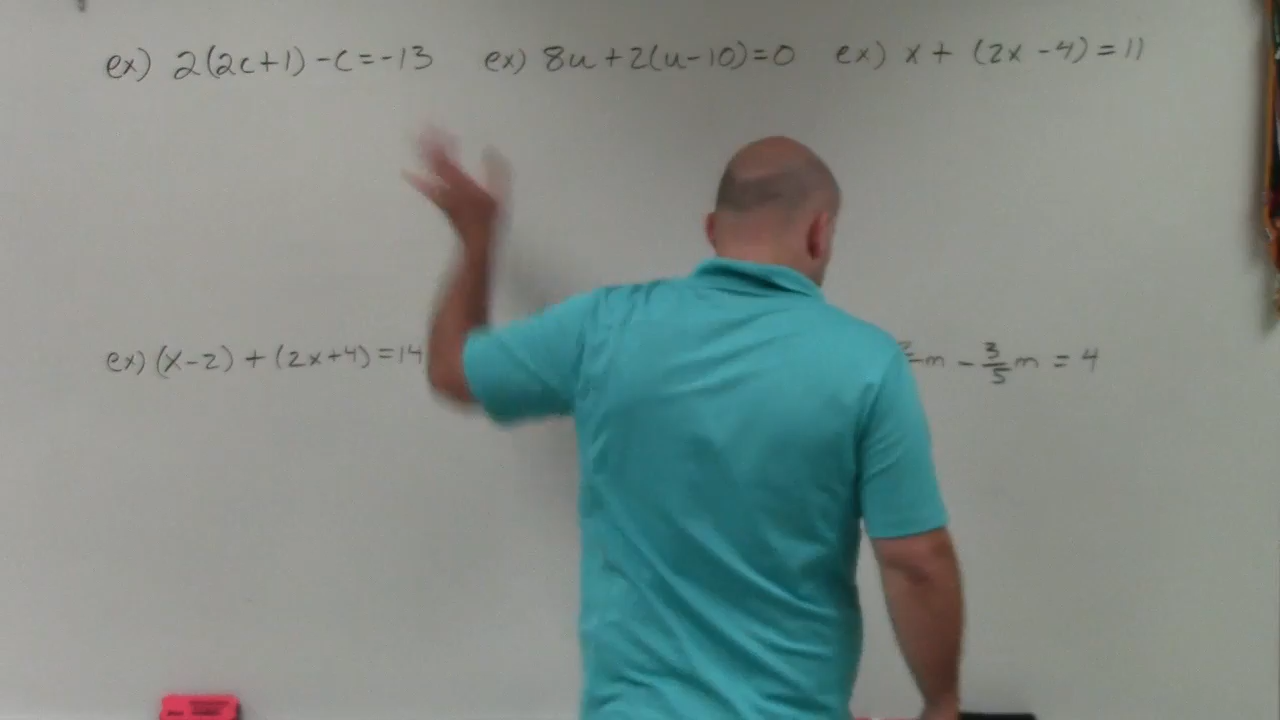 ex) 2(2c+1) -c = -13 ex) 8u + 2(u-10) = 0 ex) x + (2x -4) = 11
ex) (x-2) + (2x+4) = 14 m - 3/5 m = 4